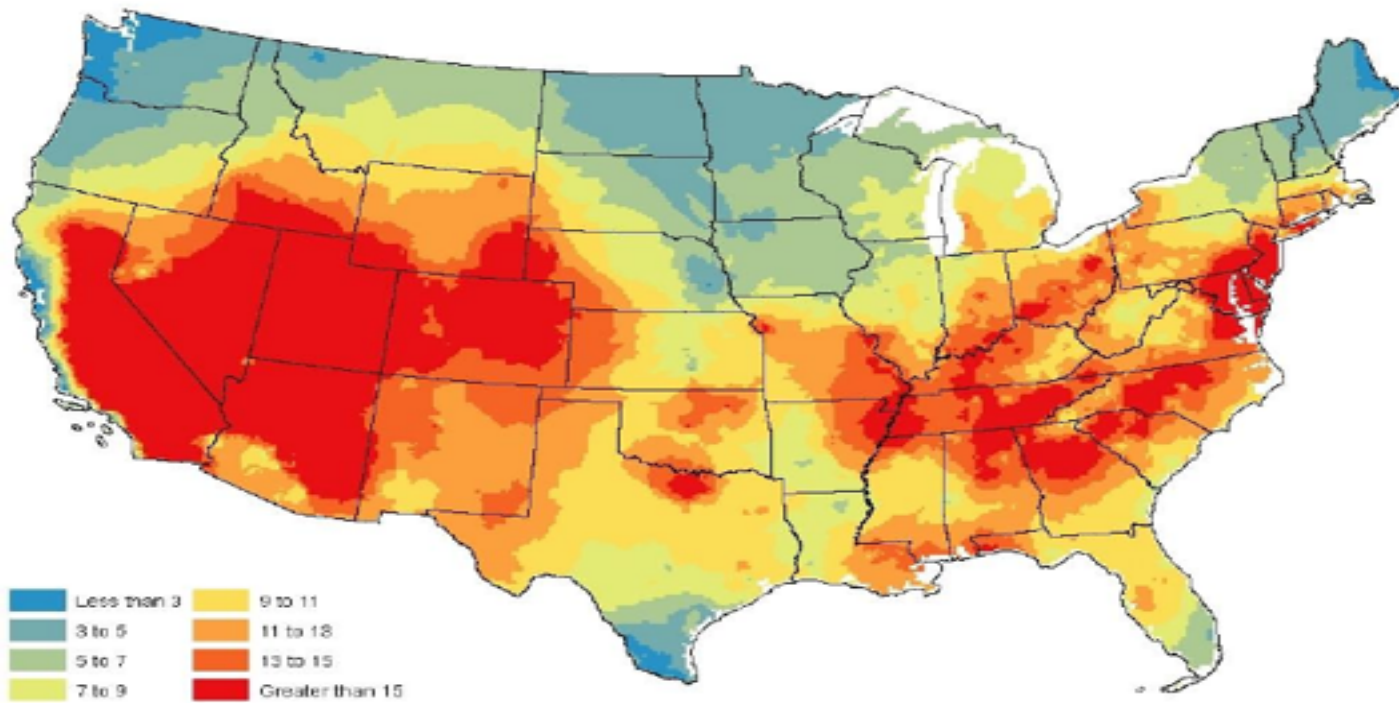 Less than 3
3 to 5
5 to 7
7 to 9
9 to 11
11 to 13
13 to 15
Greater than 15